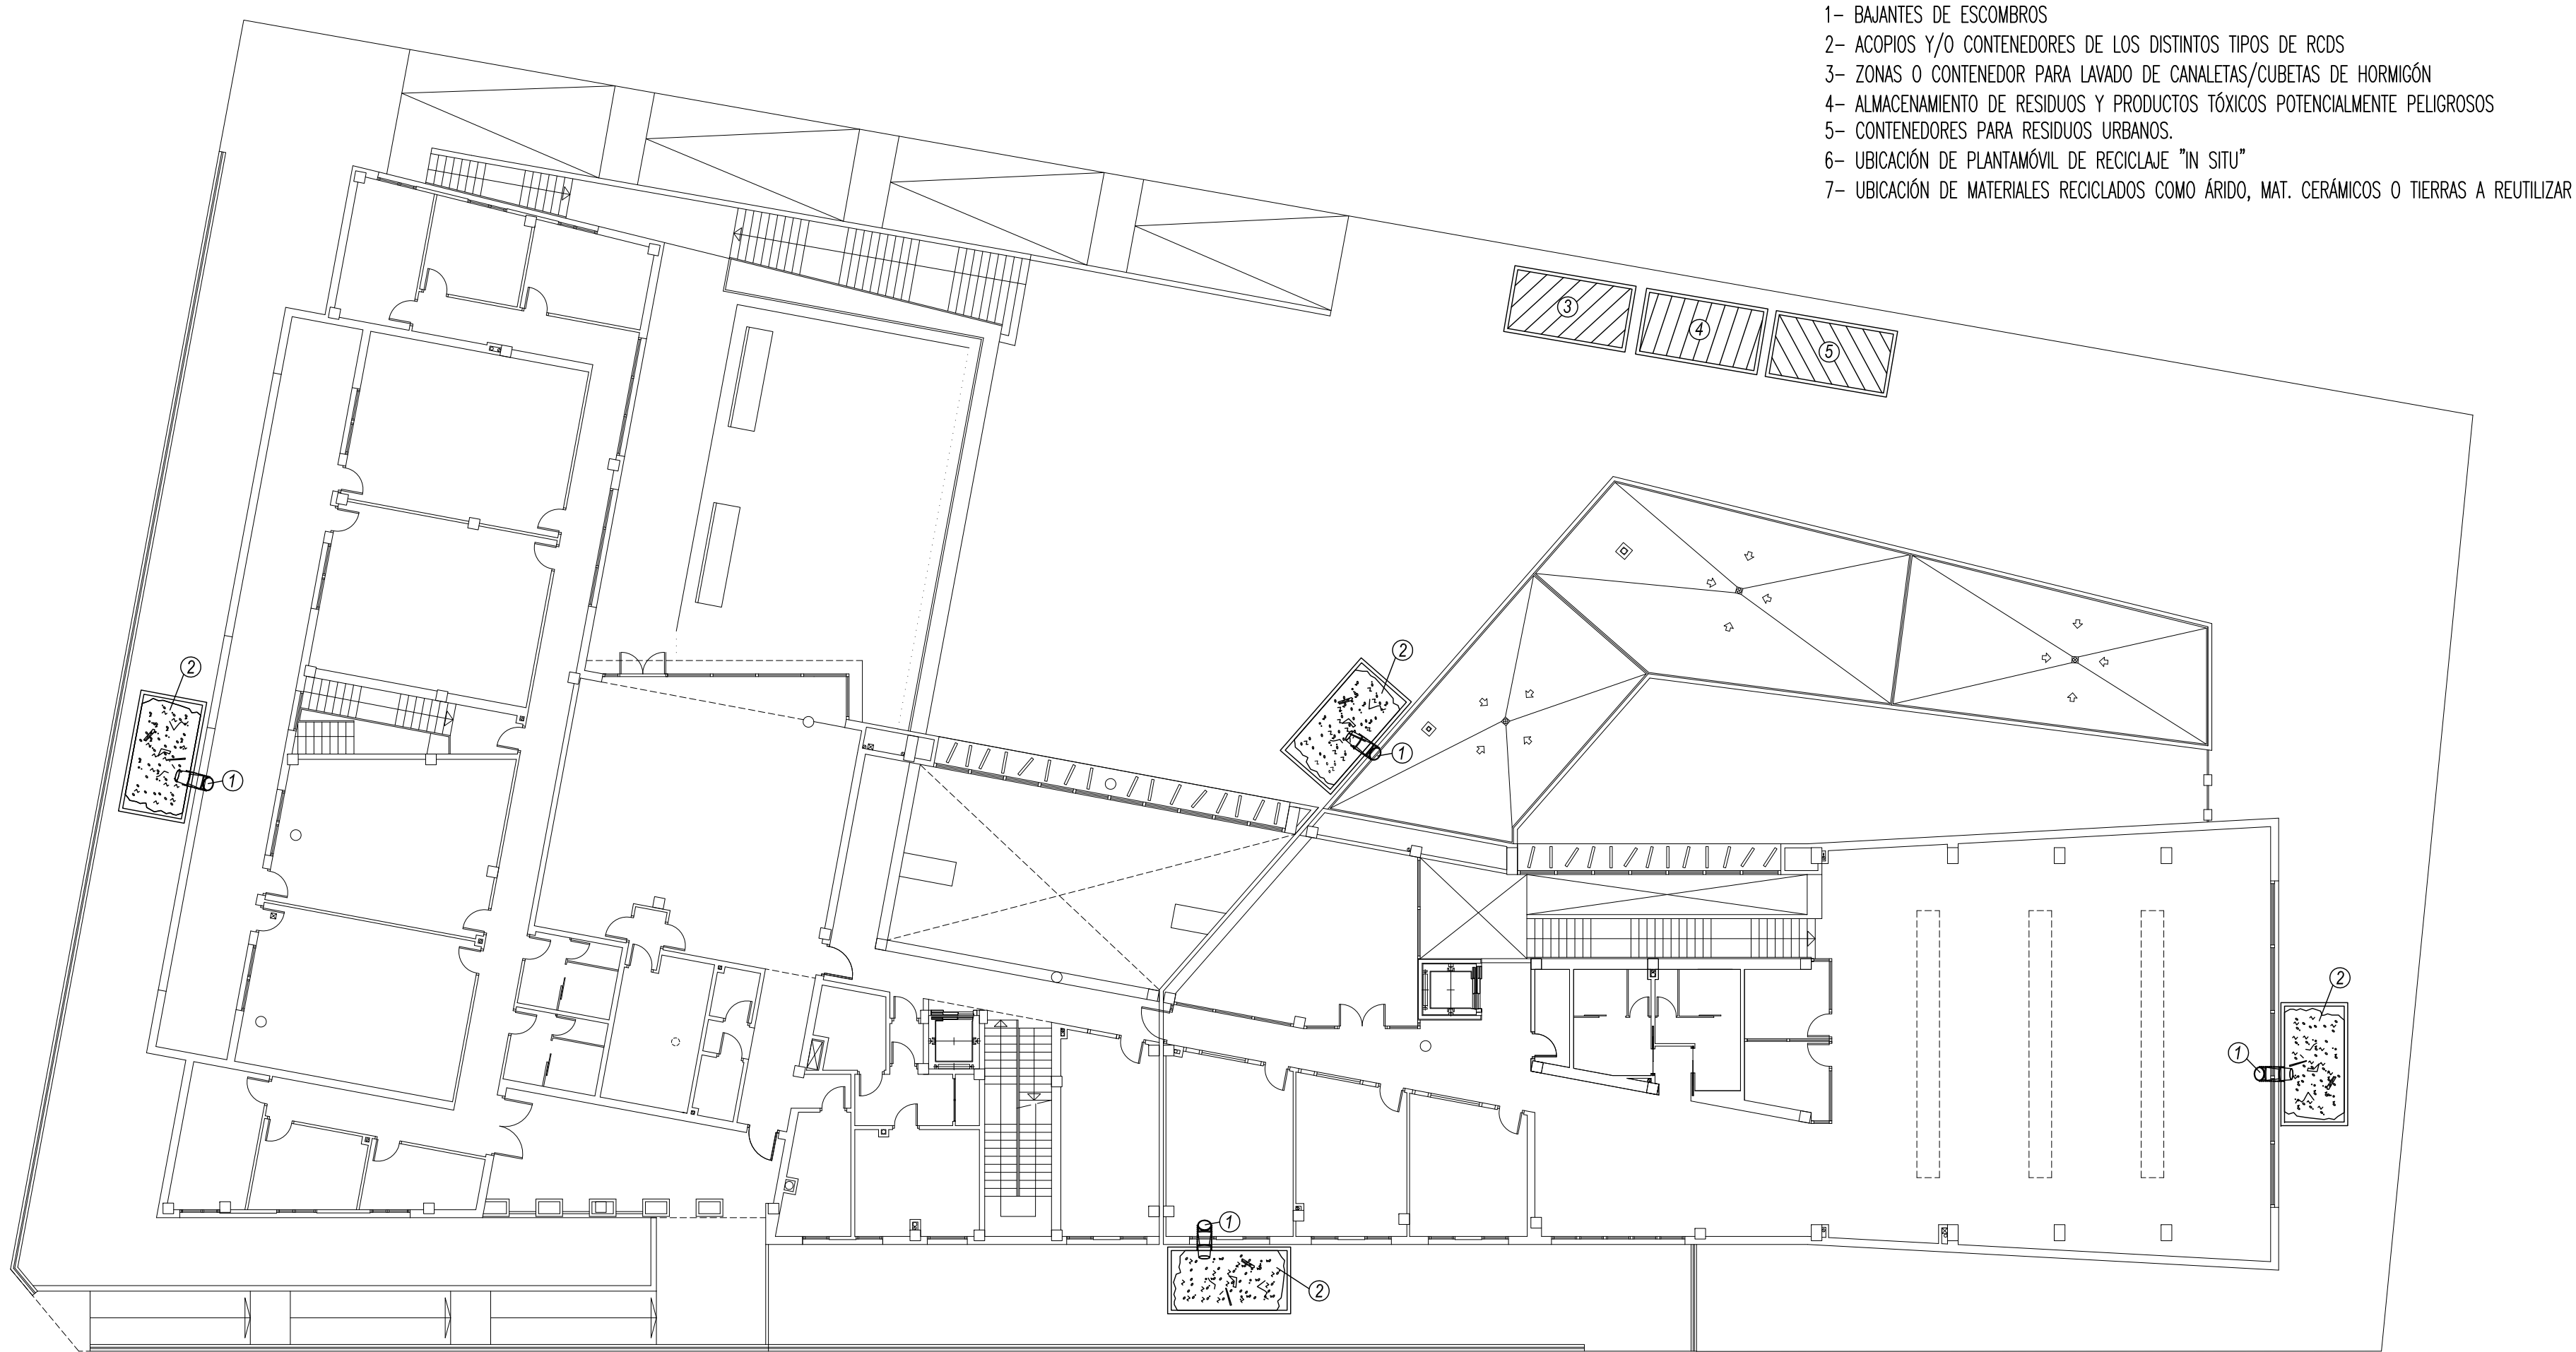 1- BAJANTES DE ESCOMBROS
2- ACOPIOS Y/O CONTENEDORES DE LOS DISTINTOS TIPOS DE RCDS
3- ZONAS O CONTENEDOR PARA LAVADO DE CANALETAS/CUBETAS DE HORMIGÓN
4- ALMACENAMIENTO DE RESIDUOS Y PRODUCTOS TÓXICOS POTENCIALMENTE PELIGROSOS
5- CONTENEDORES PARA RESIDUOS URBANOS.
6- UBICACIÓN DE PLANTAMÓVIL DE RECICLAJE "IN SITU"
7- UBICACIÓN DE MATERIALES RECICLADOS COMO ÁRIDO, MAT. CERÁMICOS O TIERRAS A REUTILIZAR
3
4
5
2
2
1
1
2
1
1
2